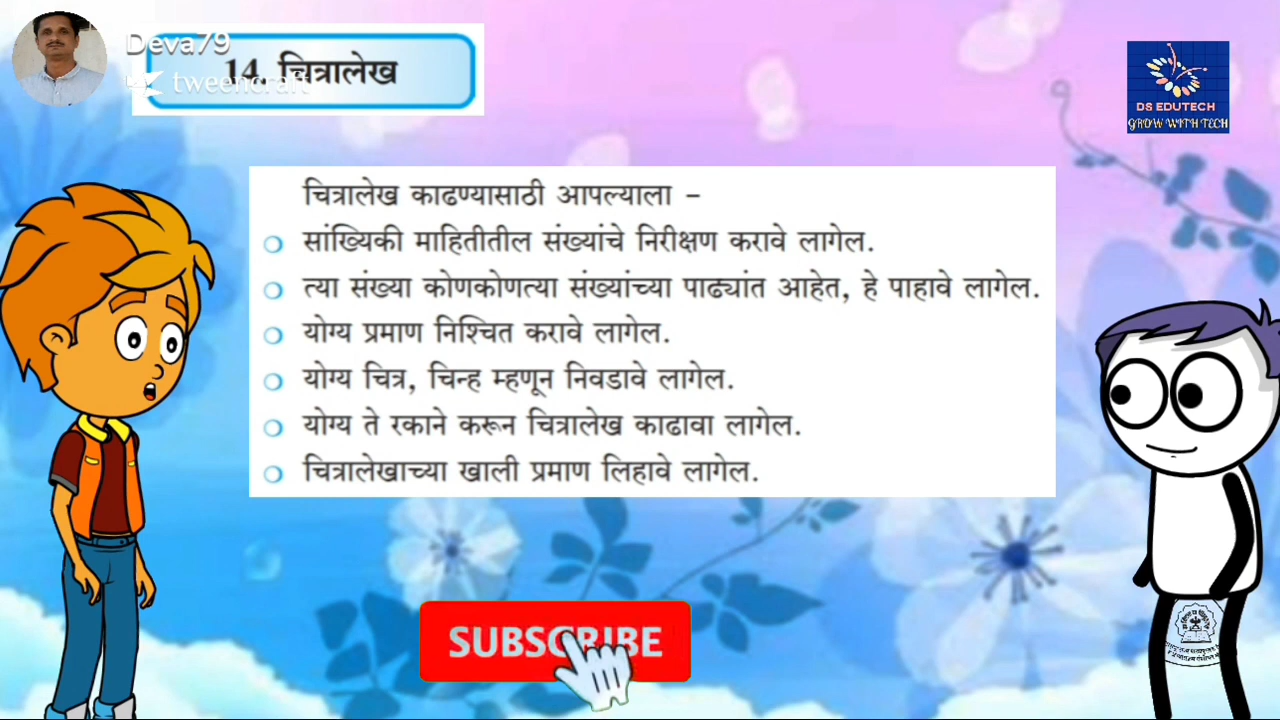 Deva79
14. चित्रालेख
tweencraft
DS EDUTECH
GROW WITH TECH
चित्रालेख काढण्यासाठी आपल्याला –
सांख्यिकी माहितीतील संख्यांचे निरीक्षण करावे लागेल.
त्या संख्या कोणकोणत्या संख्यांच्या पाढ्यांत आहेत, हे पाहावे लागेल.
योग्य प्रमाण निश्चित करावे लागेल.
योग्य चित्र, चिन्ह म्हणून निवडावे लागेल.
योग्य ते रकाने करून चित्रालेख काढावा लागेल.
चित्रालेखाच्या खाली प्रमाण लिहावे लागेल.
SUBSCRIBE